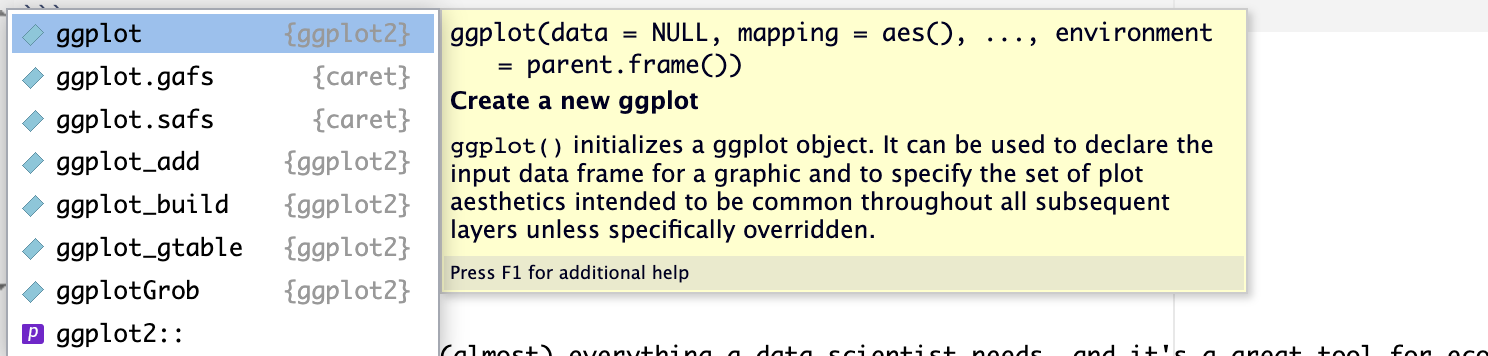 ```
ggplot {ggplot2}
ggplot.gafs {caret}
ggplot.safs {caret}
ggplot_add {ggplot2}
ggplot_build {ggplot2}
ggplot_gtable {ggplot2}
ggplotGrob {ggplot2}
p ggplot2::
ggplot(data = NULL, mapping = aes(), ..., environment
= parent.frame())
Create a new ggplot
ggplot() initializes a ggplot object. It can be used to declare the
input data frame for a graphic and to specify the set of plot
aesthetics intended to be common throughout all subsequent
layers unless specifically overridden.
Press F1 for additional help
(almost) everything a data scientist needs, and it's a great tool for eco